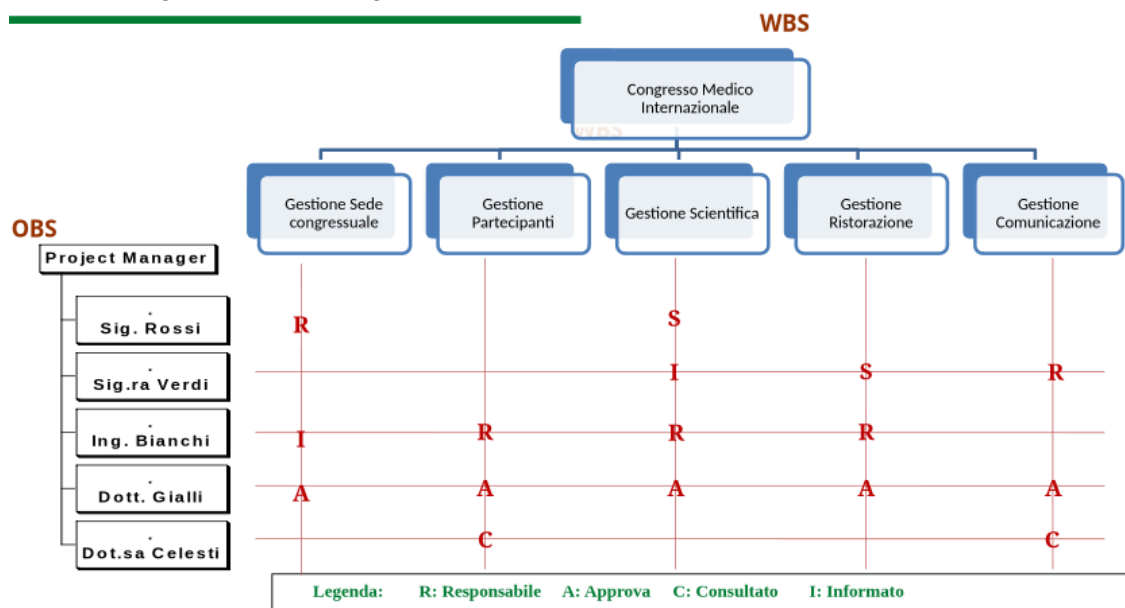 WBS
Congresso Medico
Internazionale
WBS
Gestione Sede
congressuale
Gestione
Partecipanti
Gestione Scientifica
Gestione
Ristorazione
Gestione
Comunicazione
OBS
Project Manager
Sig. Rossi
R S
Sig.ra Verdi
I S R
Ing. Bianchi
I R R R
Dott. Gialli
A A A A A
Dot.sa Celesti
C C
Legenda: R: Responsabile A: Approva C: Consultato I: Informato